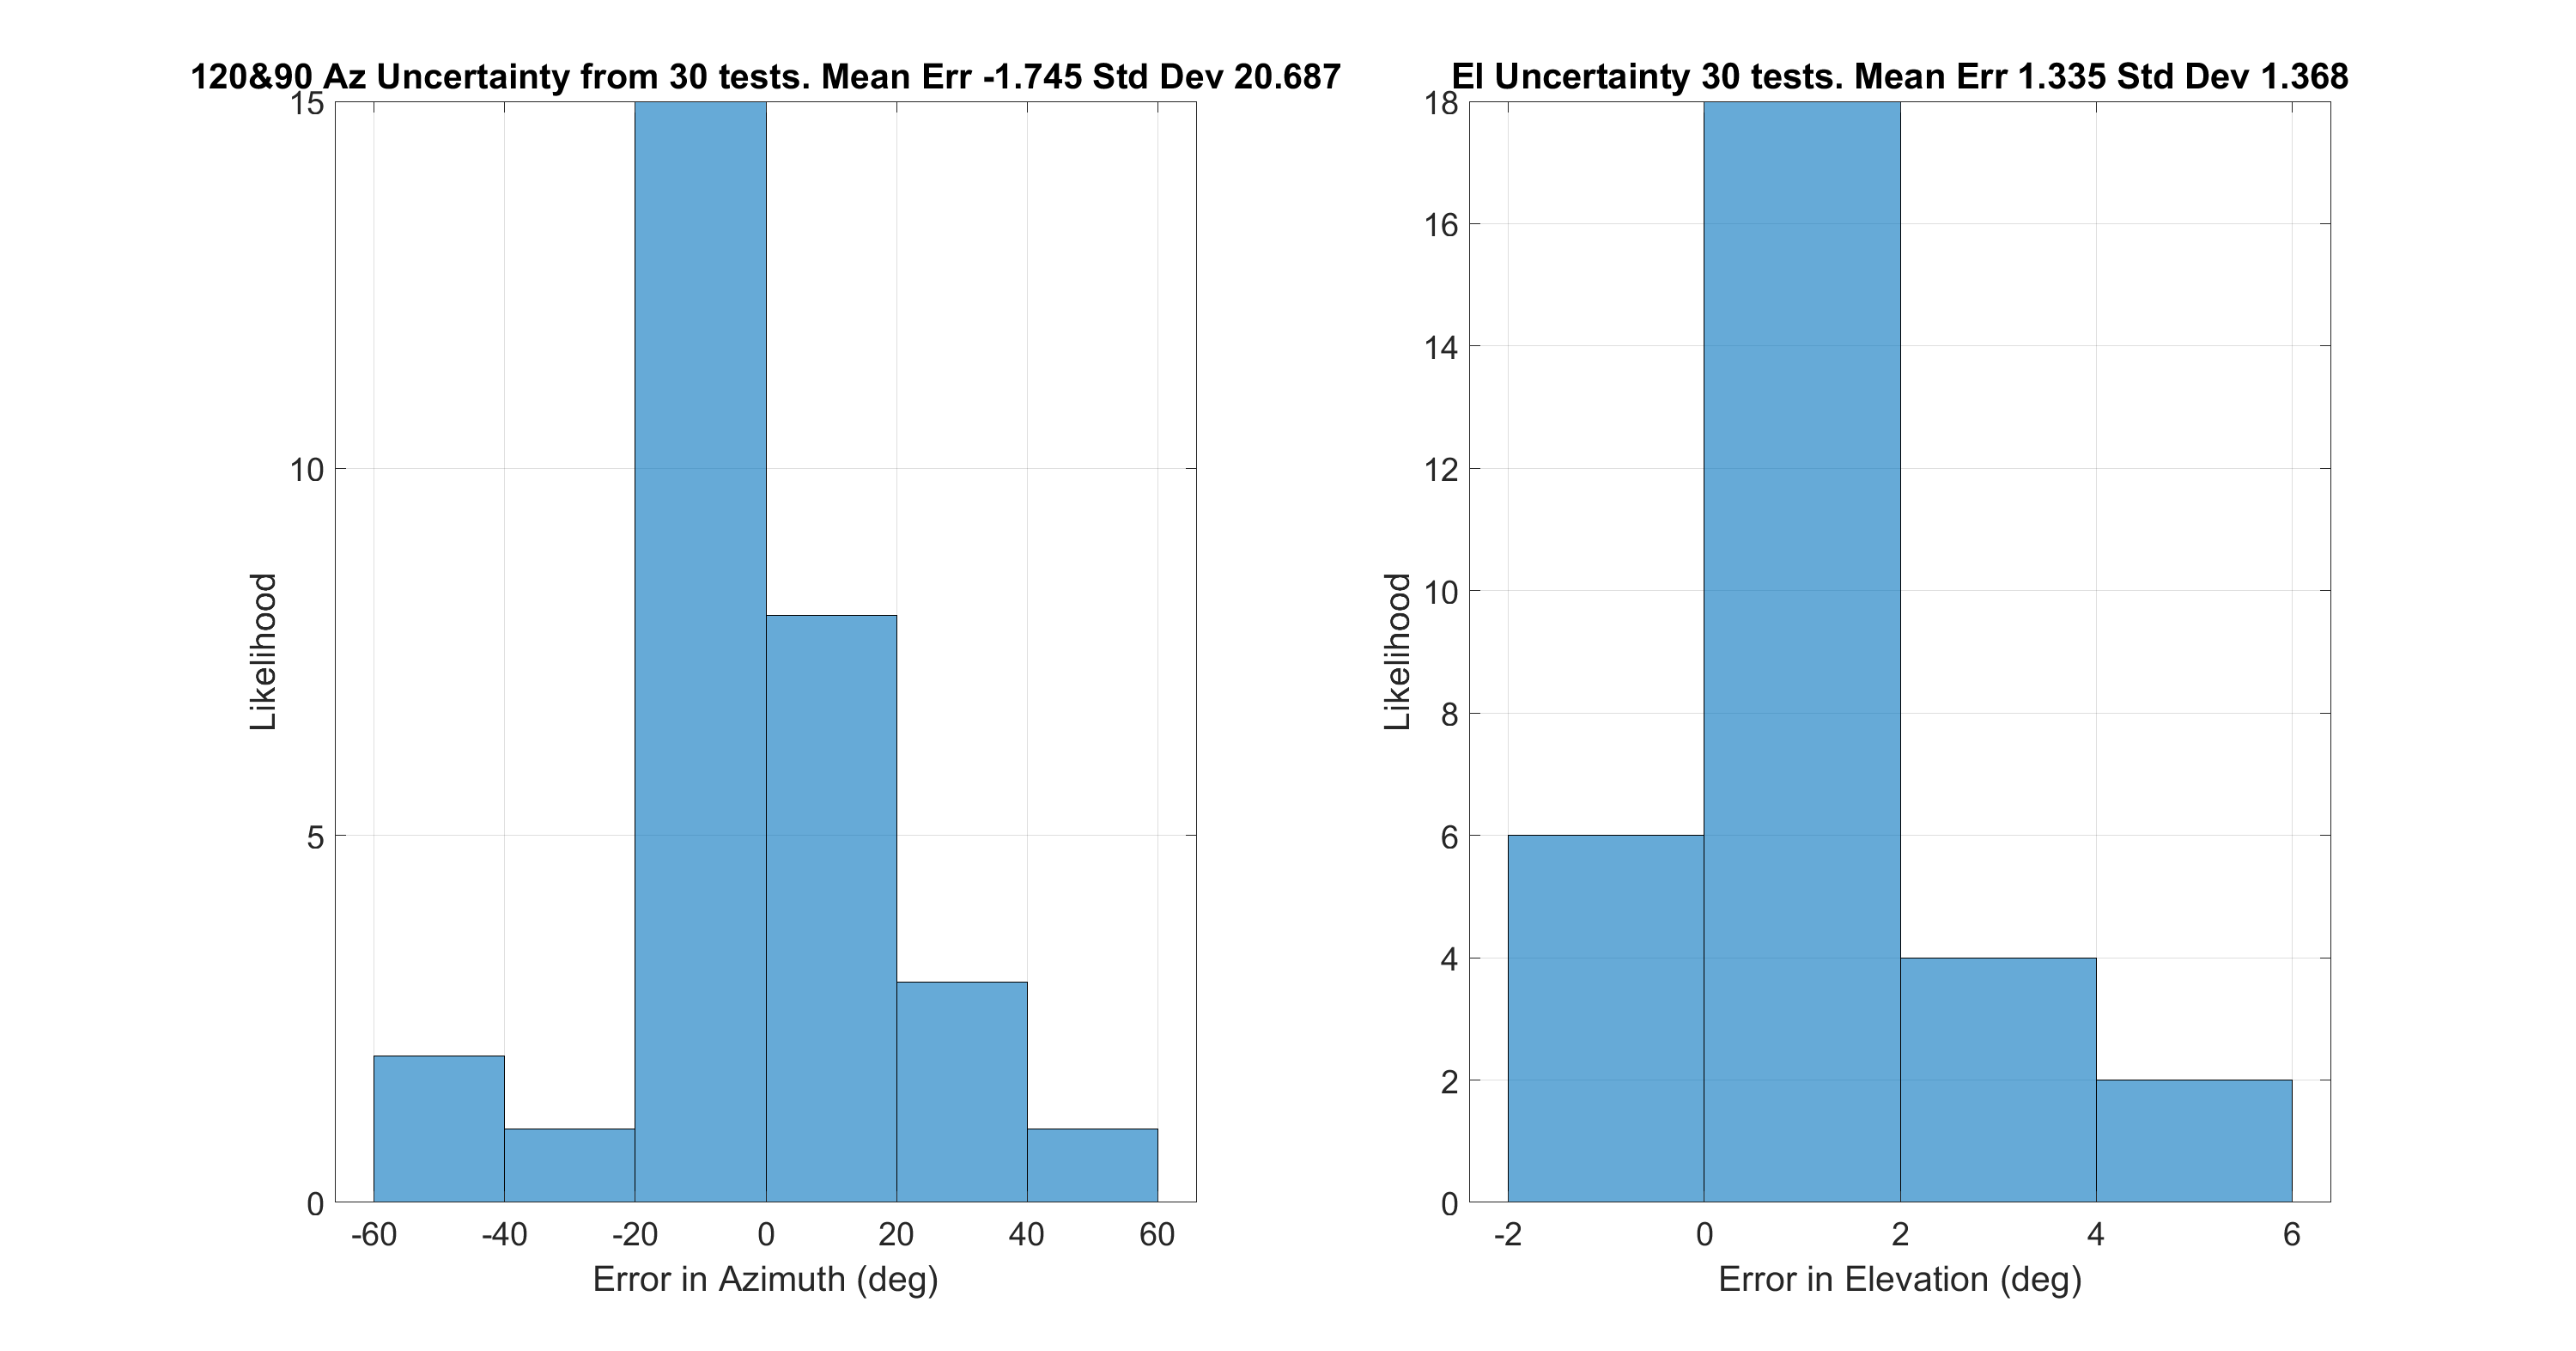 120&90 Az Uncertainty from 30 tests. Mean Err -1.745 Std Dev 20.687
15
10
5
0
Likelihood
-60 -40 -20 0 20 40 60
Error in Azimuth (deg)
El Uncertainty 30 tests. Mean Err 1.335 Std Dev 1.368
18
16
14
12
10
8
6
4
2
0
Likelihood
-2 0 2 4 6
Error in Elevation (deg)